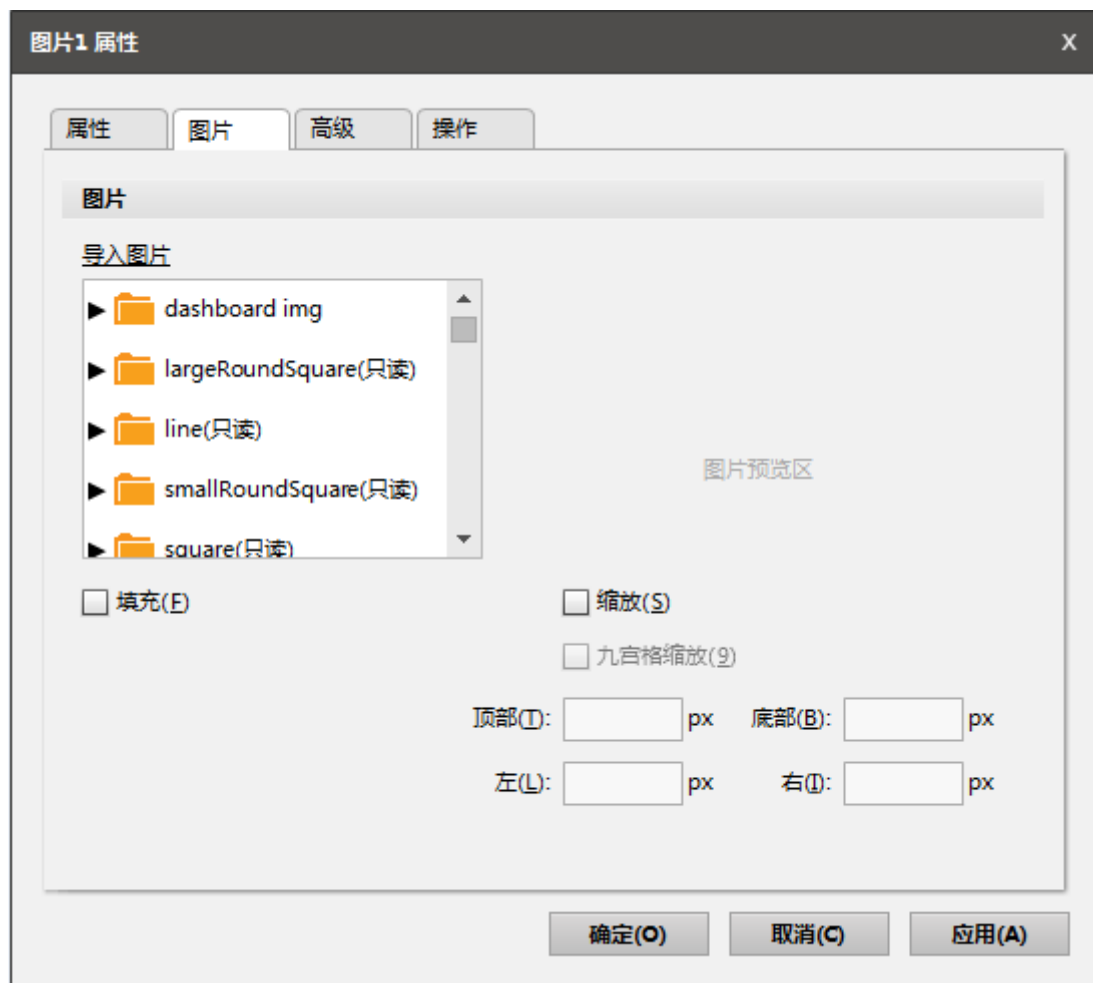 图片1 属性 X
属性 图片 高级 操作
图片
导入图片
dashboard img
largeRoundSquare(只读)
line(只读)
smallRoundSquare(只读)
square(只读)
图片预览区
填充(F) 缩放(S)
九宫格缩放(9)
顶部(T): px 底部(B): px
左(L): px 右(I): px
确定(O) 取消(C) 应用(A)